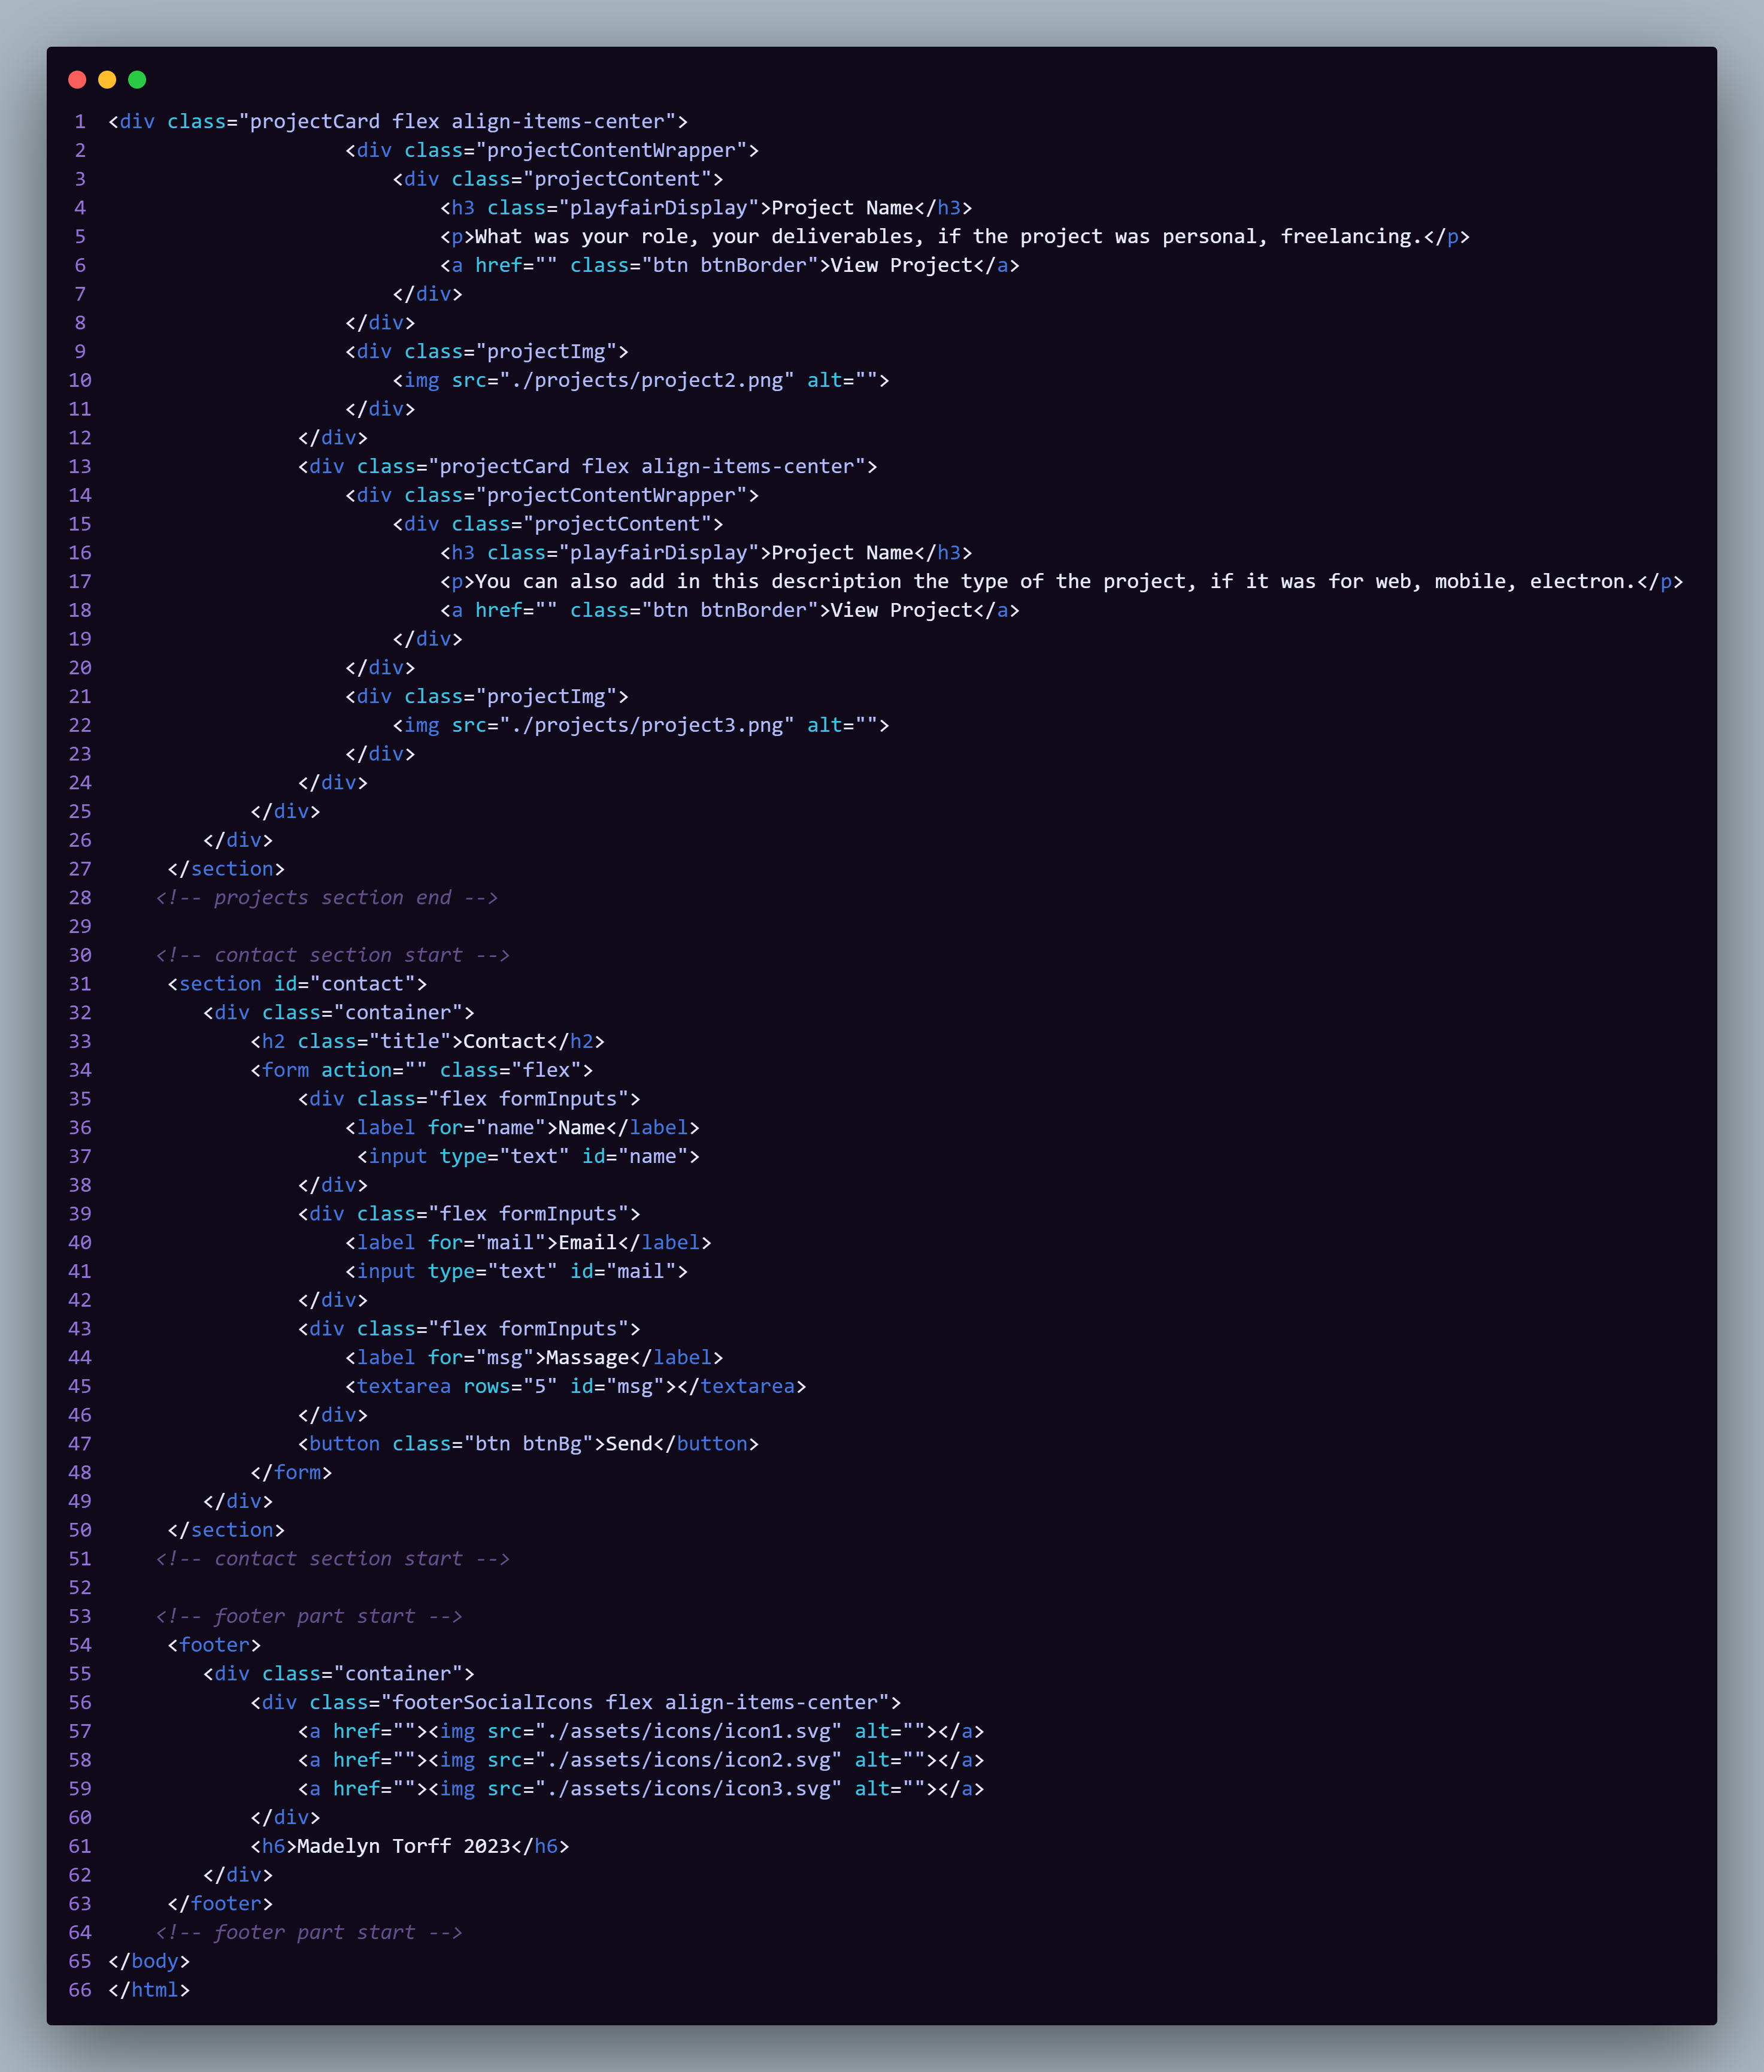 1 <div class="projectCard flex align-items-center">
2                     <div class="projectContentWrapper">
3                         <div class="projectContent">
4                             <h3 class="playfairDisplay">Project Name</h3>
5                             <p>What was your role, your deliverables, if the project was personal, freelancing.</p>
6                             <a href="" class="btn btnBorder">View Project</a>
7                         </div>
8                     </div>
9                     <div class="projectImg">
10                         <img src="./projects/project2.png" alt="">
11                     </div>
12                 </div>
13                 <div class="projectCard flex align-items-center">
14                     <div class="projectContentWrapper">
15                         <div class="projectContent">
16                             <h3 class="playfairDisplay">Project Name</h3>
17                             <p>You can also add in this description the type of the project, if it was for web, mobile, electron.</p>
18                             <a href="" class="btn btnBorder">View Project</a>
19                         </div>
20                     </div>
21                     <div class="projectImg">
22                         <img src="./projects/project3.png" alt="">
23                     </div>
24                 </div>
25             </div>
26         </div>
27      </section>
28     <!-- projects section end -->
29
30     <!-- contact section start -->
31      <section id="contact">
32         <div class="container">
33             <h2 class="title">Contact</h2>
34             <form action="" class="flex">
35                 <div class="flex formInputs">
36                     <label for="name">Name</label>
37                      <input type="text" id="name">
38                 </div>
39                 <div class="flex formInputs">
40                     <label for="mail">Email</label>
41                     <input type="text" id="mail">
42                 </div>
43                 <div class="flex formInputs">
44                     <label for="msg">Massage</label>
45                     <textarea rows="5" id="msg"></textarea>
46                 </div>
47                 <button class="btn btnBg">Send</button>
48             </form>
49         </div>
50      </section>
51     <!-- contact section start -->
52
53     <!-- footer part start -->
54      <footer>
55         <div class="container">
56             <div class="footerSocialIcons flex align-items-center">
57                 <a href=""><img src="./assets/icons/icon1.svg" alt=""></a>
58                 <a href=""><img src="./assets/icons/icon2.svg" alt=""></a>
59                 <a href=""><img src="./assets/icons/icon3.svg" alt=""></a>
60             </div>
61             <h6>Madelyn Torff 2023</h6>
62         </div>
63      </footer>
64     <!-- footer part start -->
65 </body>
66 </html>